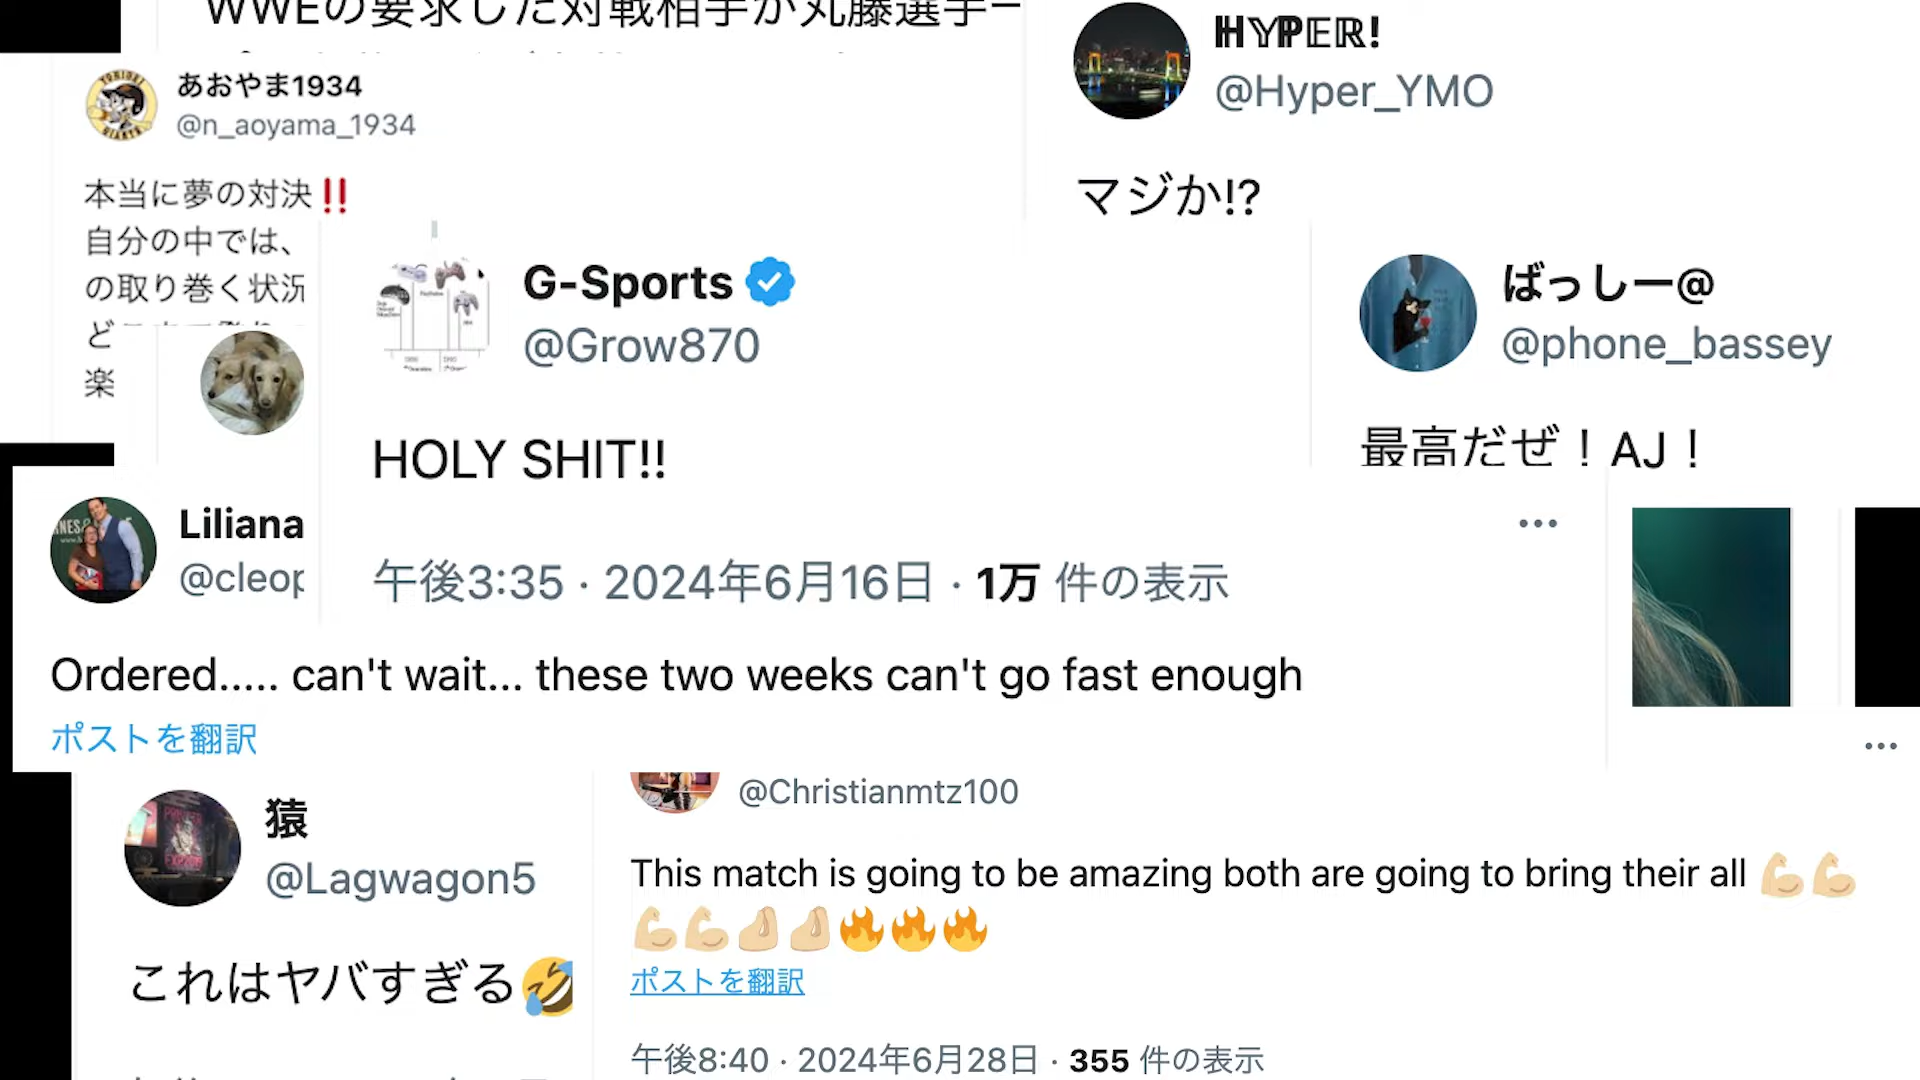 WWEの要求した対戦相手が丸藤選手ー
あおやま1934
@n_aoyama_1934
本当に夢の対決‼️
自分の中では、
の取り巻く状況
ど
楽
HYPER!
@Hyper_YMO
マジか!?
G-Sports
@Grow870
HOLY SHIT!!
午後3:35 · 2024年6月16日 · 1万 件の表示
ばっしー@
@phone_bassey
最高だぜ！AJ！
Liliana
@cleop
Ordered..... can't wait... these two weeks can't go fast enough
ポストを翻訳
猿
@Lagwagon5
これはヤバすぎる🤣
@Christianmtz100
This match is going to be amazing both are going to bring their all 💪🏻💪🏻
💪🏻💪🏻🤌🏻🤌🏻🔥🔥🔥
ポストを翻訳
午後8:40 · 2024年6月28日 · 355 件の表示